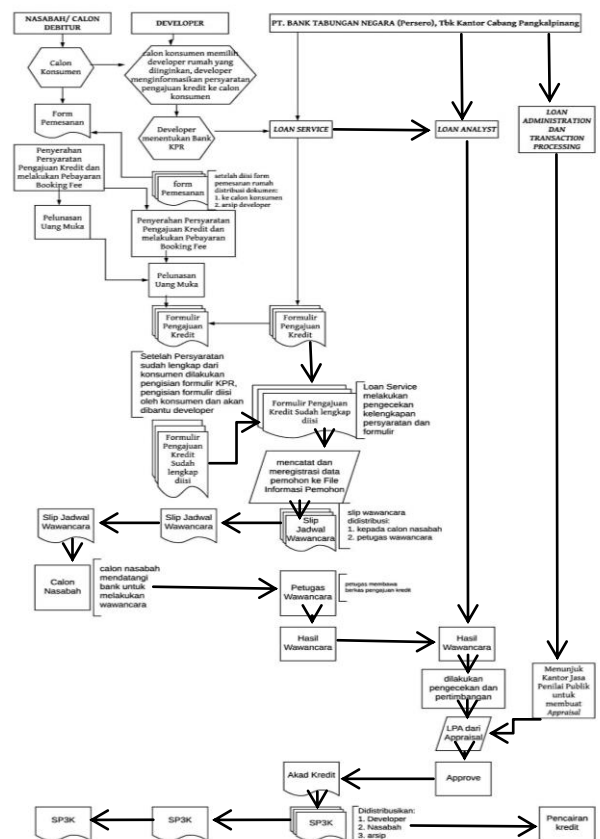 NASABAH/ CALON
DEBITUR
DEVELOPER
PT. BANK TABUNGAN NEGARA (Persero), Tbk Kantor Cabang Pangkalpinang
Calon
Konsumen
calon konsumen memilih
developer rumah yang
diinginkan, developer
menginformasikan persyaratan
pengajuan kredit ke calon
konsumen
Form
Pemesanan
Developer
menentukan Bank
KPR
LOAN SERVICE
LOAN ANALYST
LOAN
ADMINISTRATION
DAN
TRANSACTION
PROCESSING
Penyerahan
Persyaratan
Pengajuan Kredit dan
melakukan Pebayaran
Booking Fee
form
Pemesanan
setelah diisi form
pemesanan rumah
distribusi dokumen:
1. ke calon konsumen
2. arsip developer
Pelunasan
Uang Muka
Penyerahan Persyaratan
Pengajuan Kredit dan
melakukan Pebayaran
Booking Fee
Pelunasan
Uang Muka
Formulir
Pengajuan
Kredit
Formulir
Pengajuan
Kredit
Setelah Persyaratan
sudah lengkap dari
konsumen dilakukan
pengisian formulir KPR,
pengisian formulir diisi
oleh konsumen dan akan
dibantu developer
Formulir Pengajuan
Kredit Sudah lengkap
diisi
Loan Service
melakukan
pengecekan
kelengkapan
persyaratan dan
formulir
Formulir
Pengajuan
Kredit
Sudah
lengkap
diisi
mencatat dan
meregistrasi data
pemohon ke File
Informasi Pemohon
Slip Jadwal
Wawancara
Slip Jadwal
Wawancara
Slip
Jadwal
Wawancara
slip wawancara
didistribusi:
1. kepada calon nasabah
2. petugas wawancara
Calon
Nasabah
calon nasabah
mendatangi
bank untuk
melakukan
wawancara
Petugas
Wawancara
petugas membawa
berkas pengajuan kredit
Hasil
Wawancara
Hasil
Wawancara
dilakukan
pengecekan dan
pertimbangan
Menunjuk
Kantor Jasa
Penilai Publik
untuk
membuat
Appraisal
LPA dari
Appraisal
Akad Kredit
Approve
SP3K
SP3K
SP3K
Didistribusikan:
1. Developer
2. Nasabah
3. arsip
Pencairan
kredit